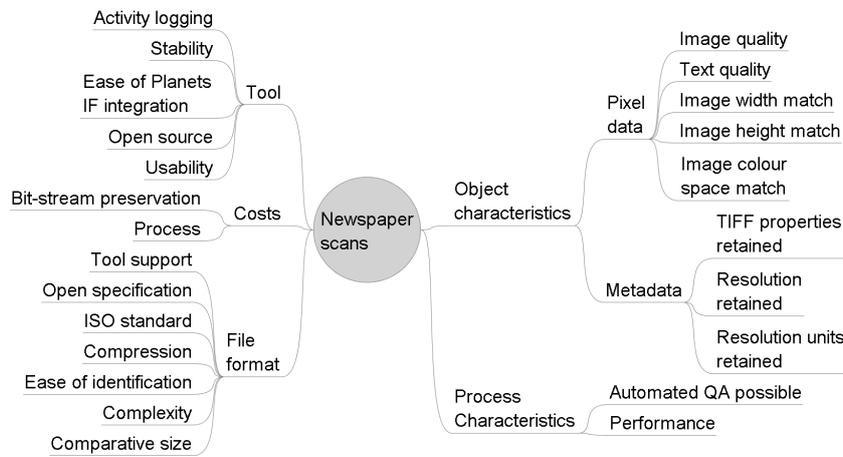 Activity logging
Stability
Ease of Planets
IF integration
Open source
Usability
Tool
Bit-stream preservation
Process
Costs
Tool support
Open specification
ISO standard
Compression
Ease of identification
Complexity
Comparative size
File
format
Newspaper
scans
Object
characteristics
Pixel
data
Image quality
Text quality
Image width match
Image height match
Image colour
space match
Metadata
TIFF properties
retained
Resolution
retained
Resolution units
retained
Process
Characteristics
Automated QA possible
Performance